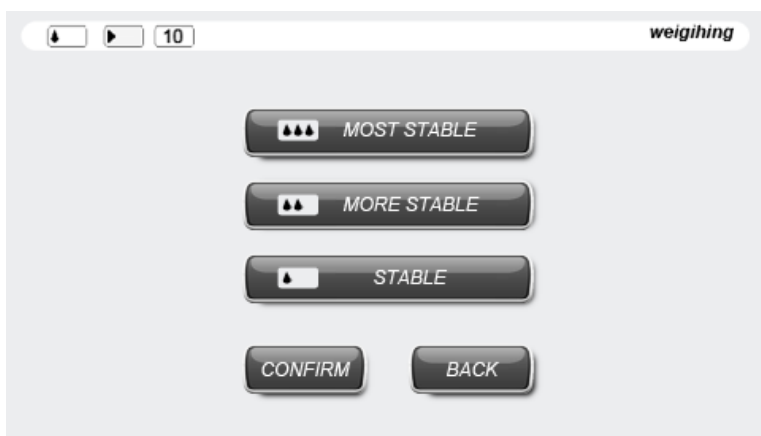 10 weigihing
MOST STABLE
MORE STABLE
STABLE
CONFIRM BACK